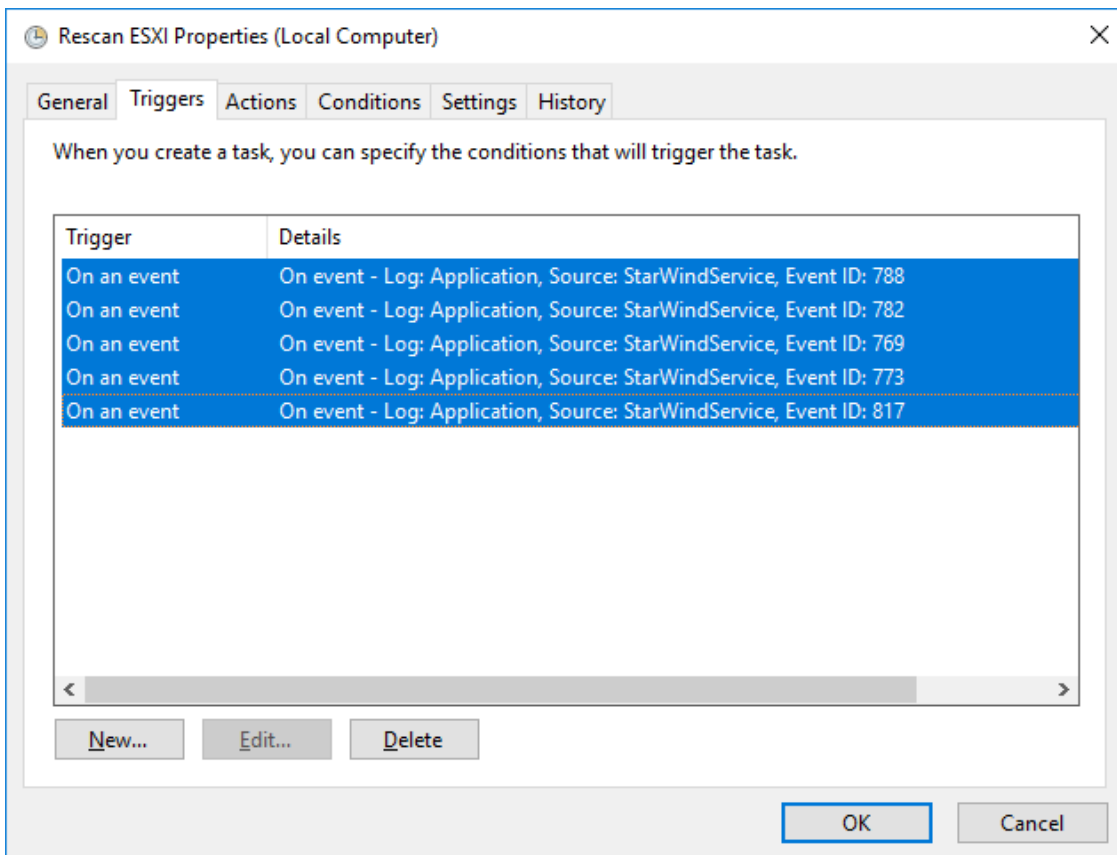 Rescan ESXI Properties (Local Computer)
General Triggers Actions Conditions Settings History
When you create a task, you can specify the conditions that will trigger the task.
Trigger Details
On an event On event - Log: Application, Source: StarWindService, Event ID: 788
On an event On event - Log: Application, Source: StarWindService, Event ID: 782
On an event On event - Log: Application, Source: StarWindService, Event ID: 769
On an event On event - Log: Application, Source: StarWindService, Event ID: 773
On an event On event - Log: Application, Source: StarWindService, Event ID: 817
New... Edit... Delete
OK Cancel